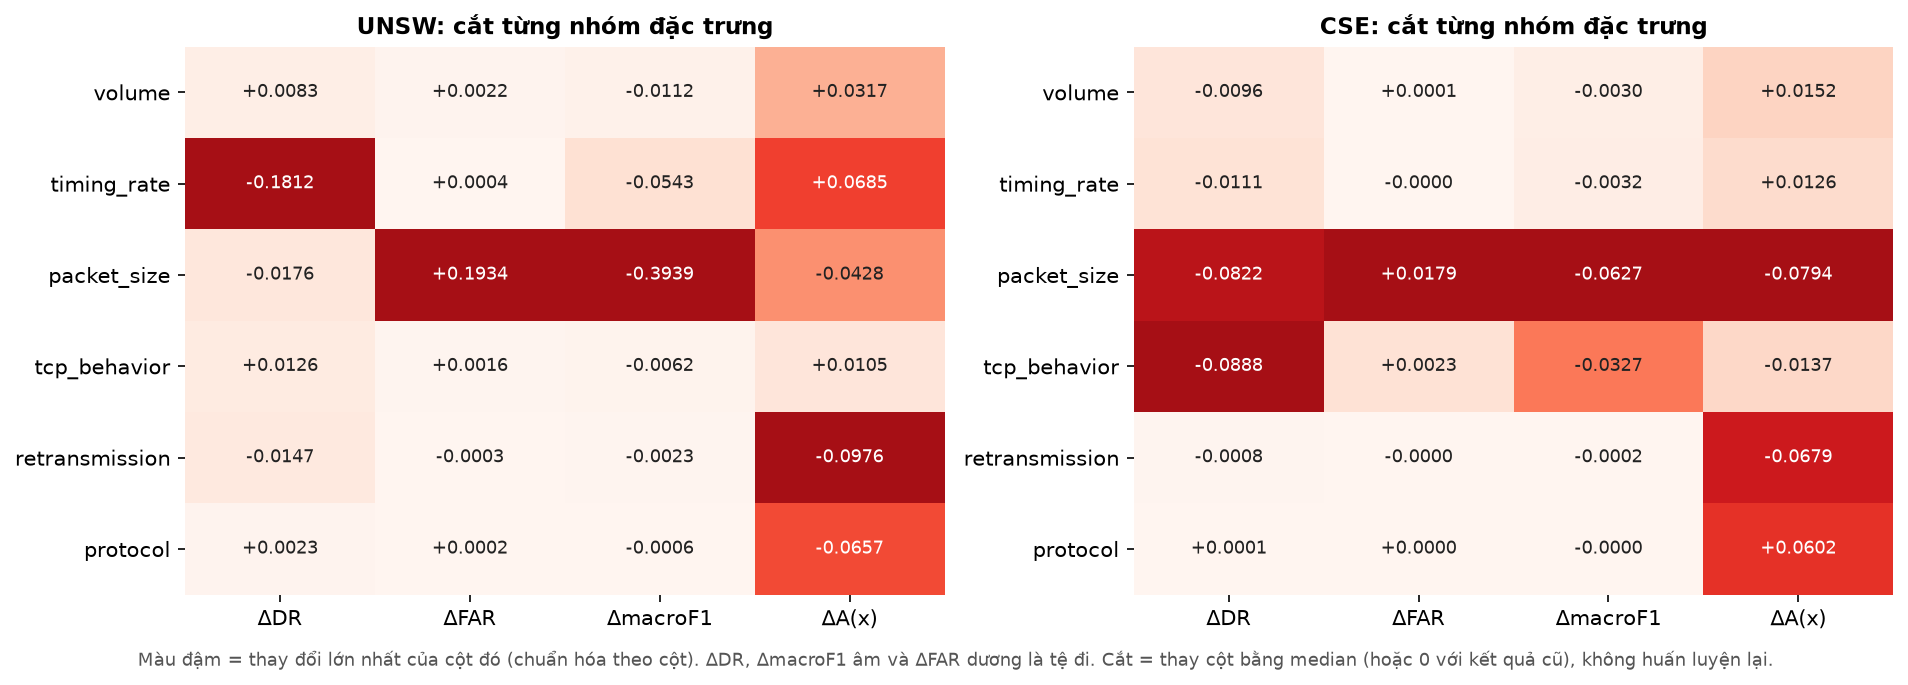 UNSW: cắt từng nhóm đặc trưng
volume +0.0083 +0.0022 -0.0112 +0.0317
timing_rate -0.1812 +0.0004 -0.0543 +0.0685
packet_size -0.0176 +0.1934 -0.3939 -0.0428
tcp_behavior +0.0126 +0.0016 -0.0062 +0.0105
retransmission -0.0147 -0.0003 -0.0023 -0.0976
protocol +0.0023 +0.0002 -0.0006 -0.0657
ΔDR ΔFAR ΔmacroF1 ΔA(x)
CSE: cắt từng nhóm đặc trưng
volume -0.0096 +0.0001 -0.0030 +0.0152
timing_rate -0.0111 -0.0000 -0.0032 +0.0126
packet_size -0.0822 +0.0179 -0.0627 -0.0794
tcp_behavior -0.0888 +0.0023 -0.0327 -0.0137
retransmission -0.0008 -0.0000 -0.0002 -0.0679
protocol +0.0001 +0.0000 -0.0000 +0.0602
ΔDR ΔFAR ΔmacroF1 ΔA(x)
Màu đậm = thay đổi lớn nhất của cột đó (chuẩn hóa theo cột). ΔDR, ΔmacroF1 âm và ΔFAR dương là tệ đi. Cắt = thay cột bằng median (hoặc 0 với kết quả cũ), không huấn luyện lại.